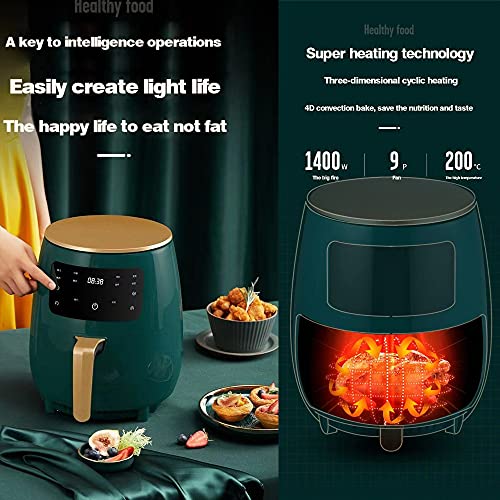 Healthy food
A key to intelligence operations
Easily create light life
The happy life to eat not fat
08:38
Healthy food
Super heating technology
Three-dimensional cyclic heating
4D convection bake, save the nutrition and taste
1400W
The big fire
9P
Pan
200°C
the high temperature